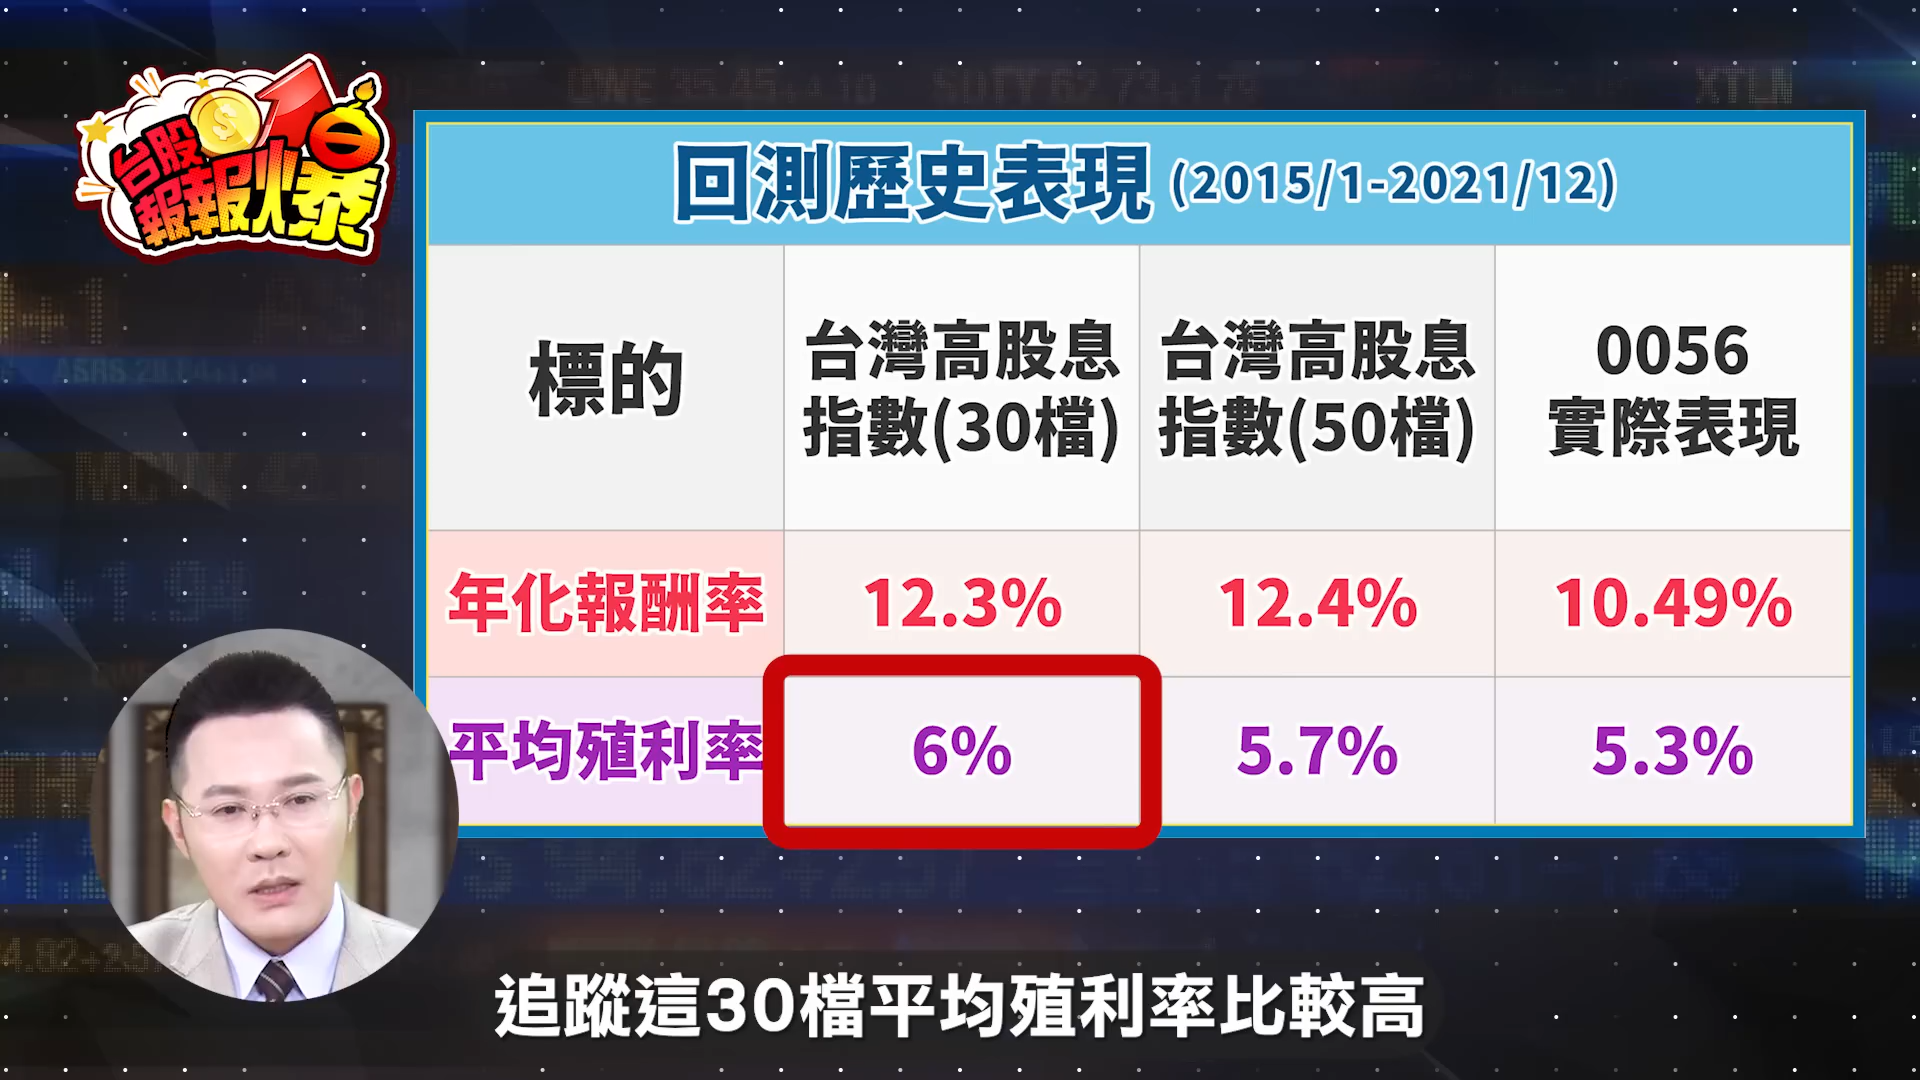 台股
報報爆
回測歷史表現 (2015/1-2021/12)
標的
台灣高股息
指數(30檔)
台灣高股息
指數(50檔)
0056
實際表現
年化報酬率
12.3%
12.4%
10.49%
平均殖利率
6%
5.7%
5.3%
追蹤這30檔平均殖利率比較高